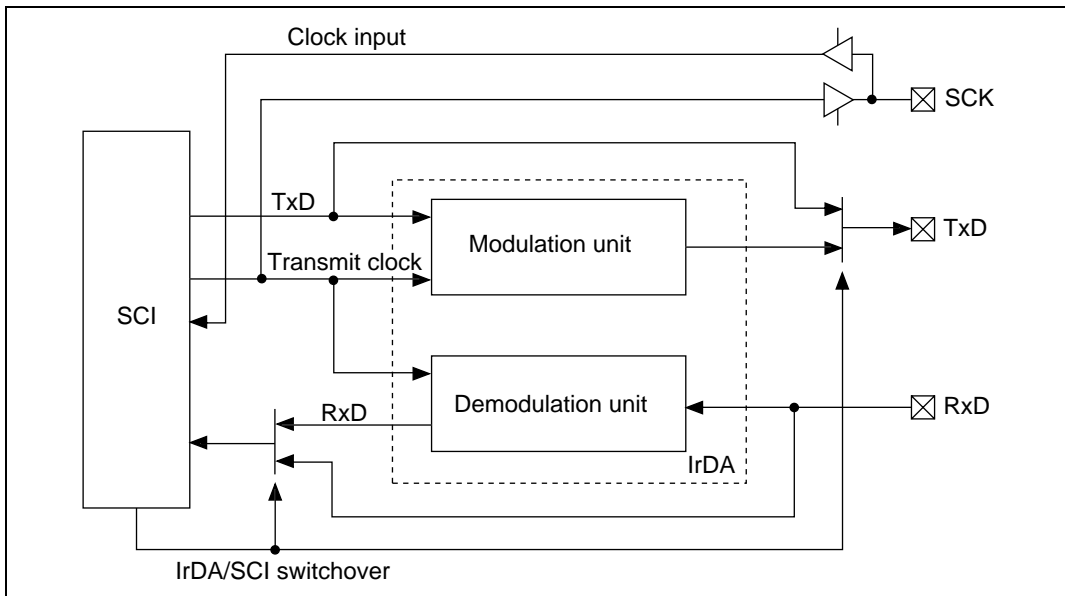 Clock input
SCK
TxD
TxD
Modulation unit
Transmit clock
SCI
Demodulation unit
RxD
RxD
IrDA
IrDA/SCI switchover